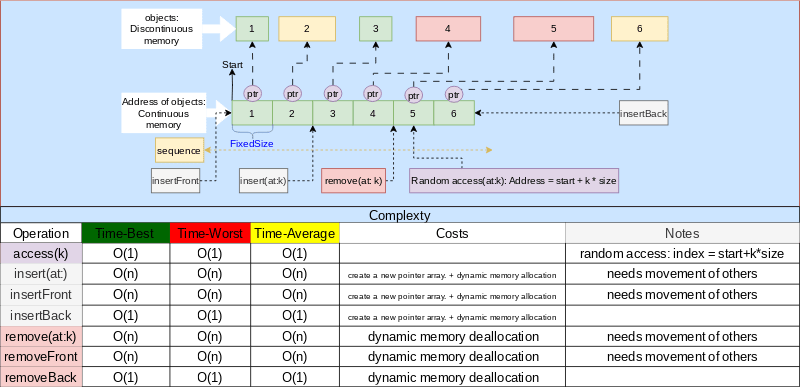 objects:
Discontinuous
memory
1 2 3 4 5 6
Start
ptr ptr ptr ptr ptr ptr
Address of objects:
Continuous
memory
1 2 3 4 5 6
insertBack
FixedSize
sequence
insertFront
insert(at:k)
remove(at: k)
Random access(at:k): Address = start + k * size
Complexty
Operation Time-Best Time-Worst Time-Average Costs Notes
access(k) O(1) O(1) O(1) random access: index = start+k*size
insert(at:) O(n) O(n) O(n) create a new pointer array. + dynamic memory allocation needs movement of others
insertFront O(n) O(n) O(n) create a new pointer array. + dynamic memory allocation needs movement of others
insertBack O(1) O(1) O(1) create a new pointer array. + dynamic memory allocation
remove(at:k) O(n) O(n) O(n) dynamic memory deallocation needs movement of others
removeFront O(n) O(n) O(n) dynamic memory deallocation needs movement of others
removeBack O(1) O(1) O(1) dynamic memory deallocation